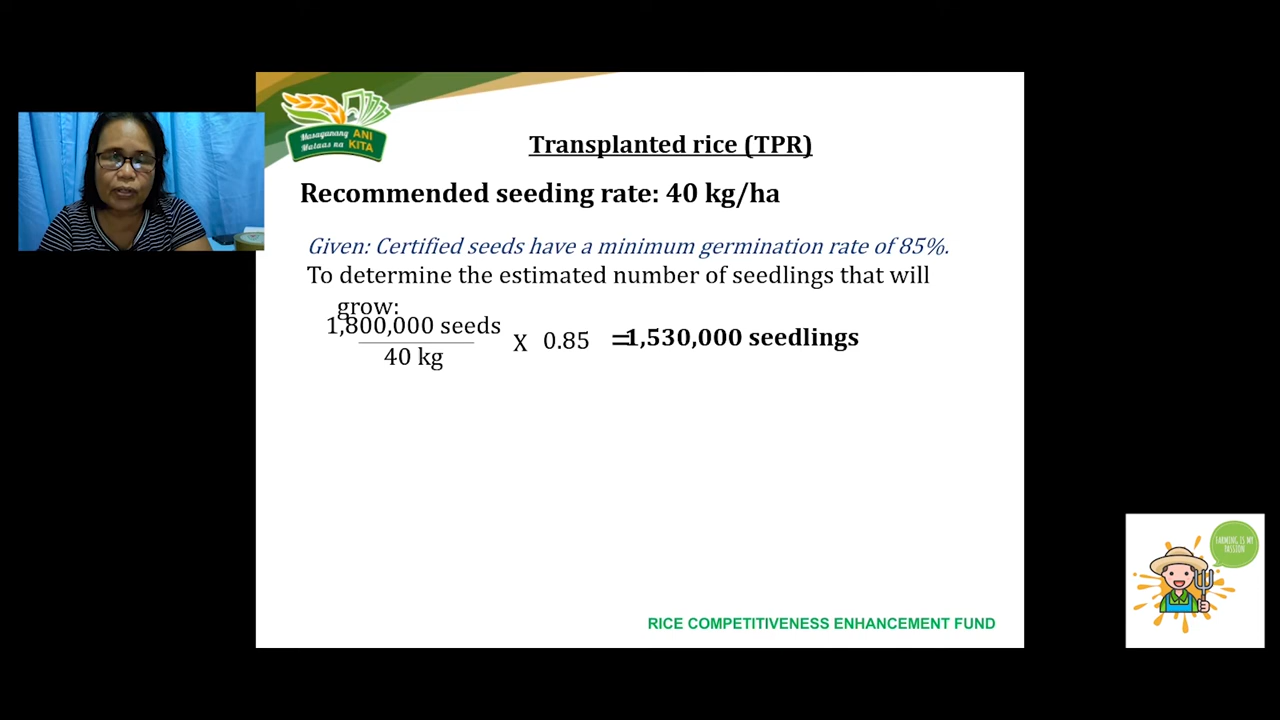 Masaganang ANI
Mataas na KITA
Transplanted rice (TPR)
Recommended seeding rate: 40 kg/ha
Given: Certified seeds have a minimum germination rate of 85%.
To determine the estimated number of seedlings that will
grow:
1,800,000 seeds
40 kg
X 0.85 =1,530,000 seedlings
FARMING IS MY
PASSION
RICE COMPETITIVENESS ENHANCEMENT FUND